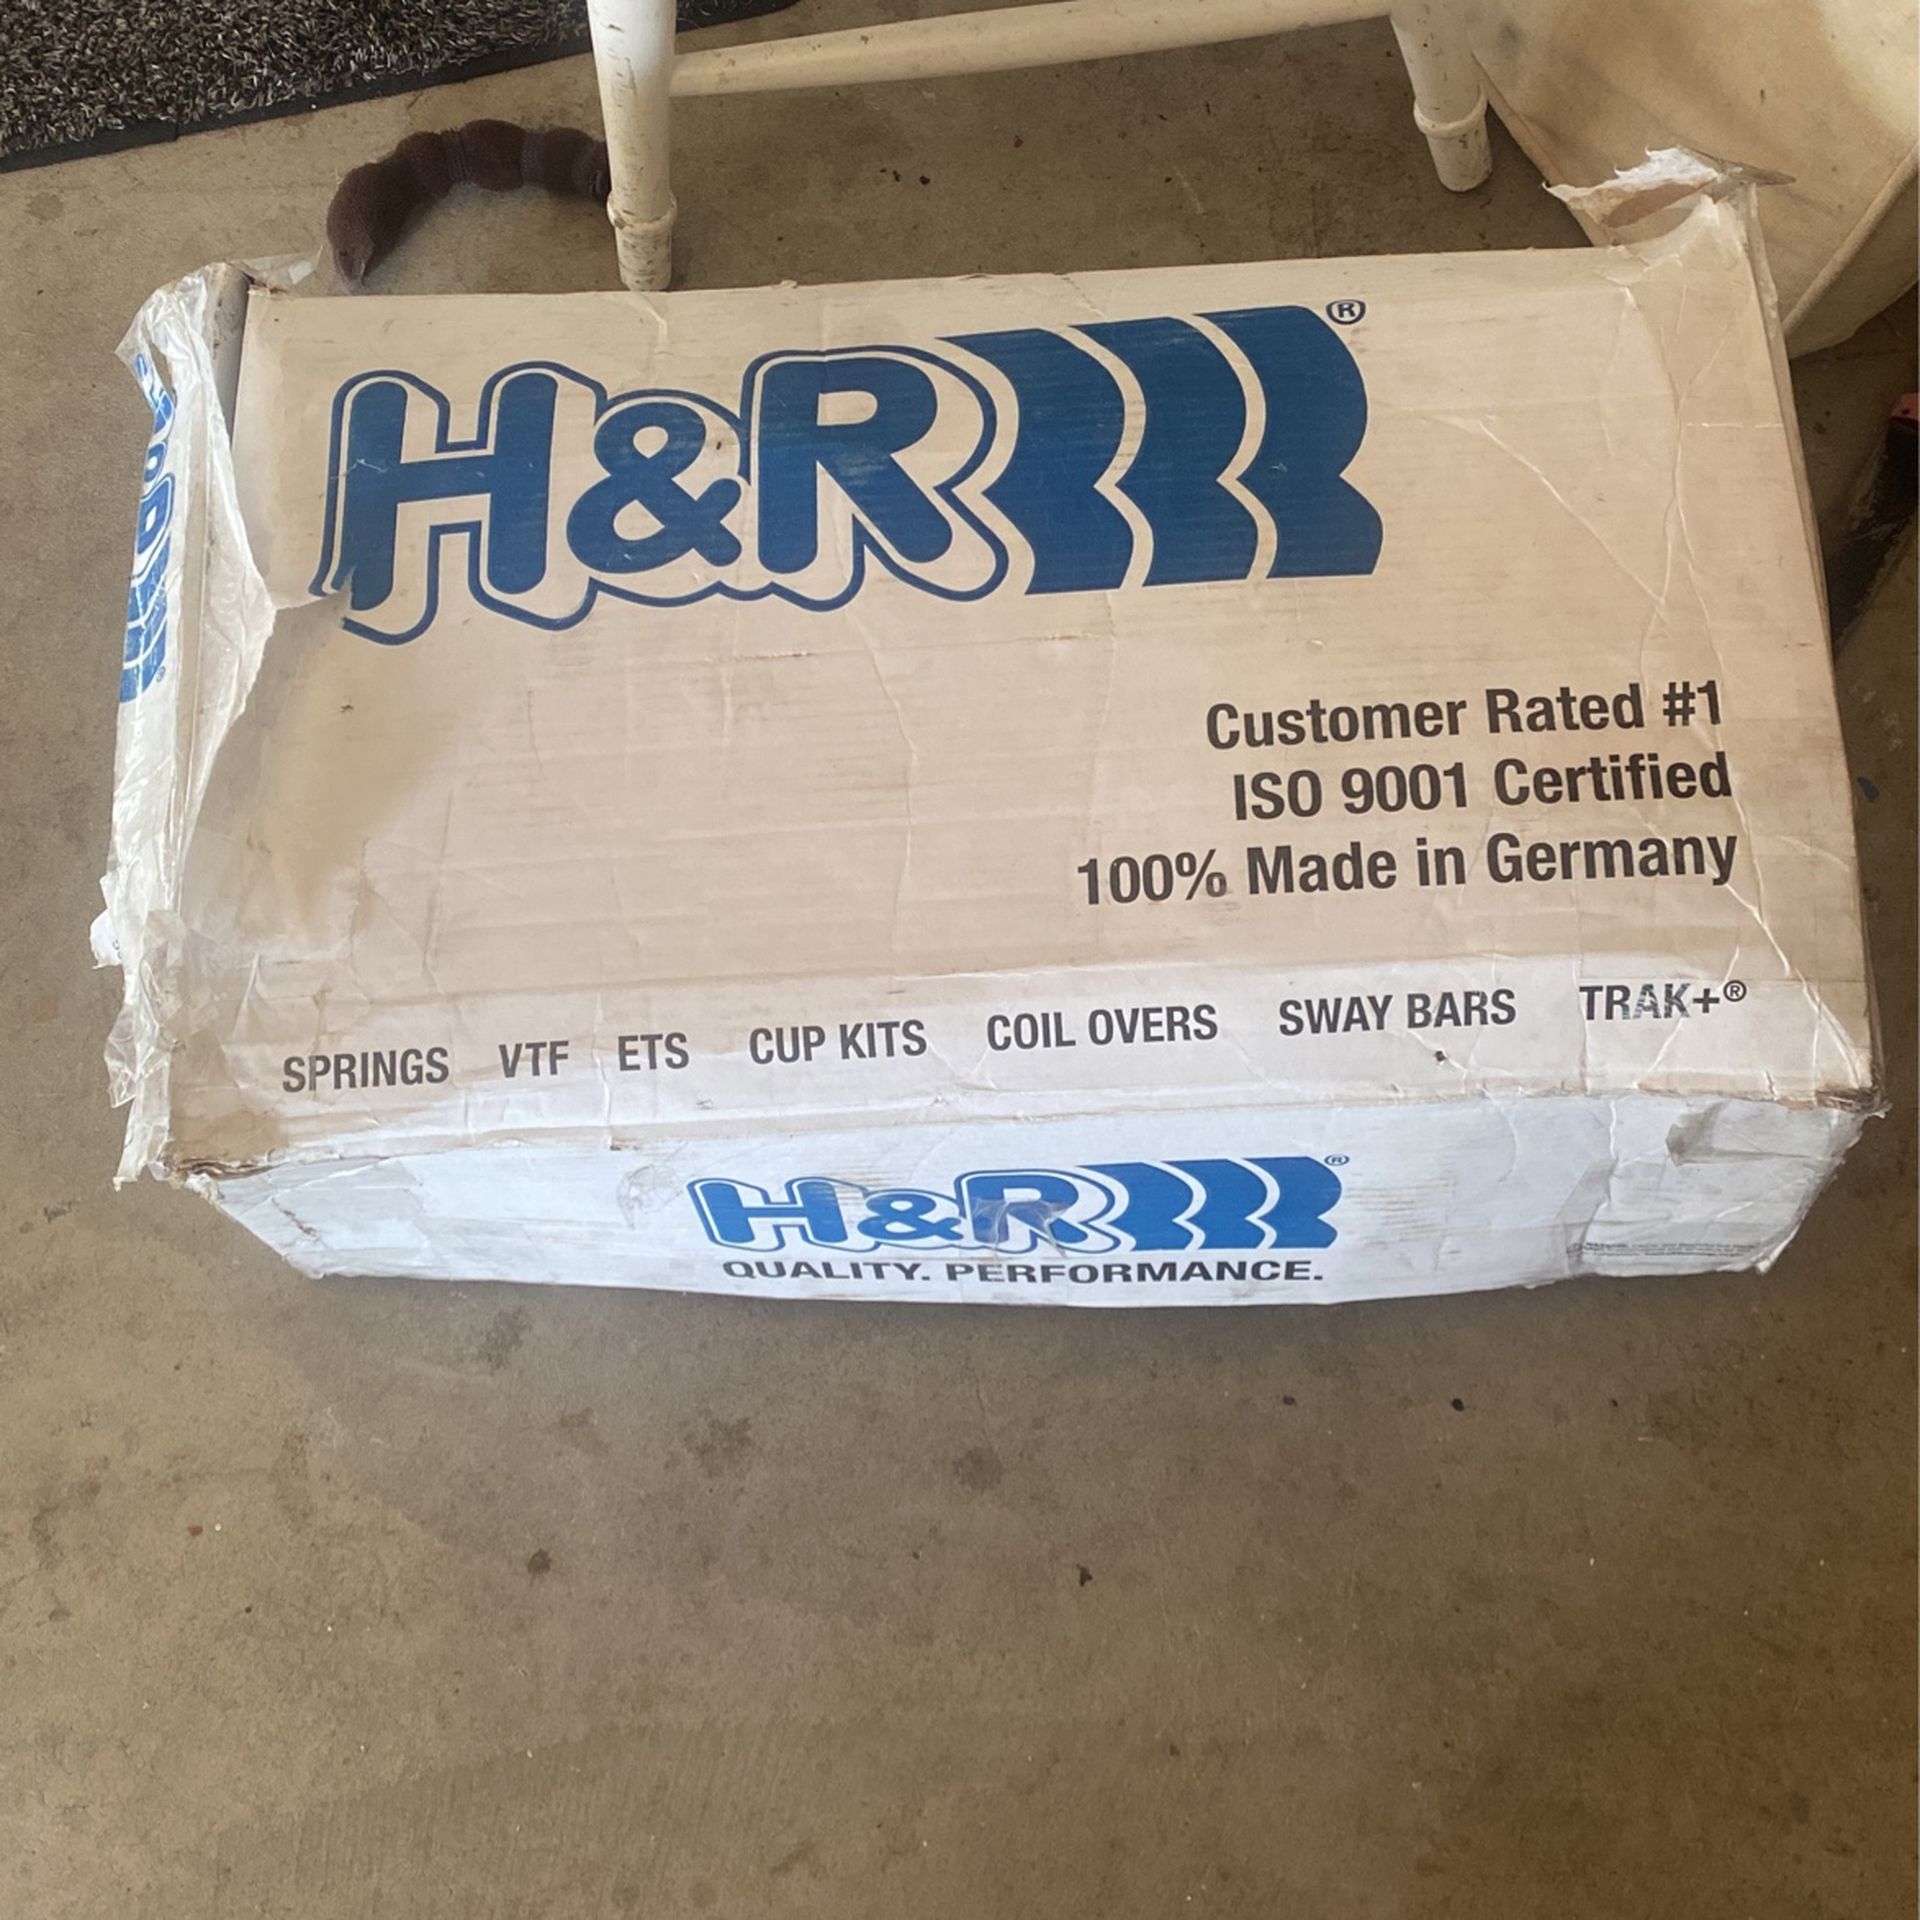 H&R®
Customer Rated #1
ISO 9001 Certified
100% Made in Germany
SPRINGS VTF ETS CUP KITS COIL OVERS SWAY BARS TRAK+®
H&R®
QUALITY. PERFORMANCE.
H&R®